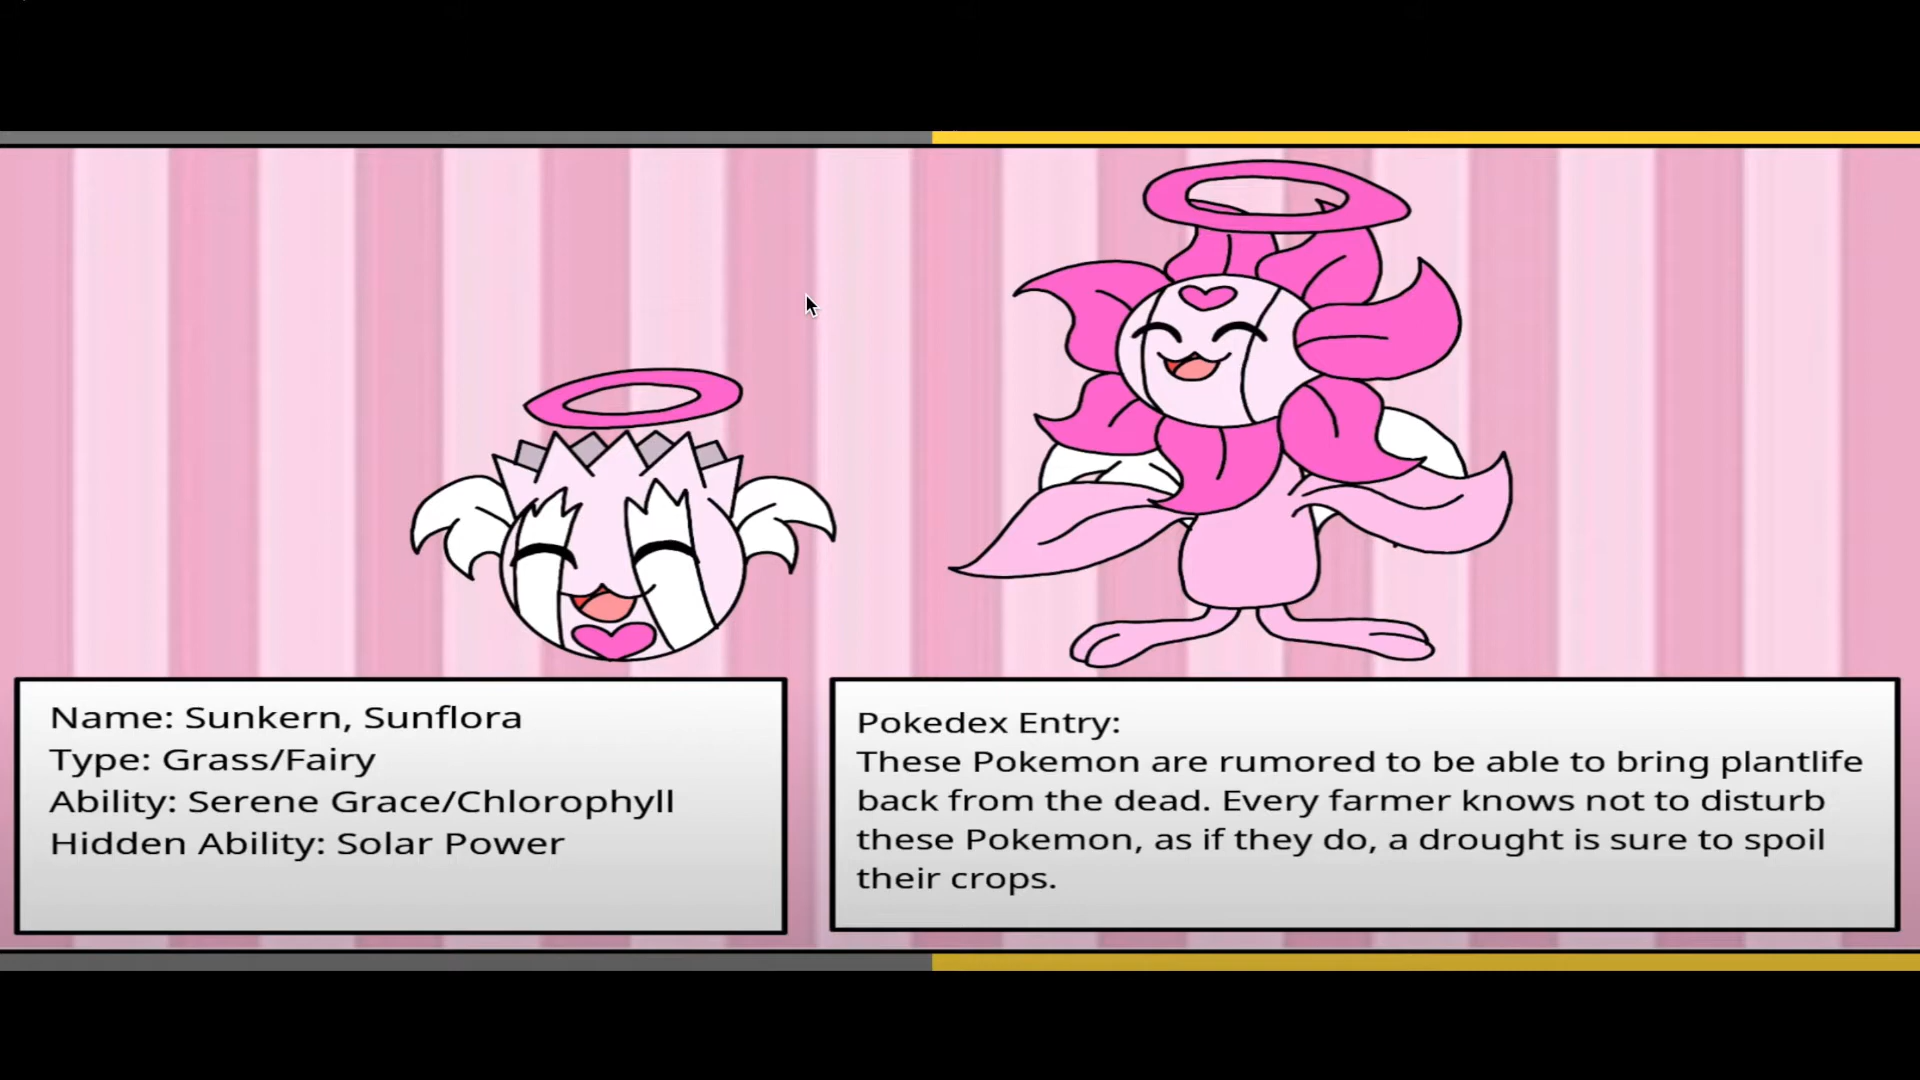 Name: Sunkern, Sunflora
Type: Grass/Fairy
Ability: Serene Grace/Chlorophyll
Hidden Ability: Solar Power
Pokedex Entry:
These Pokemon are rumored to be able to bring plantlife
back from the dead. Every farmer knows not to disturb
these Pokemon, as if they do, a drought is sure to spoil
their crops.